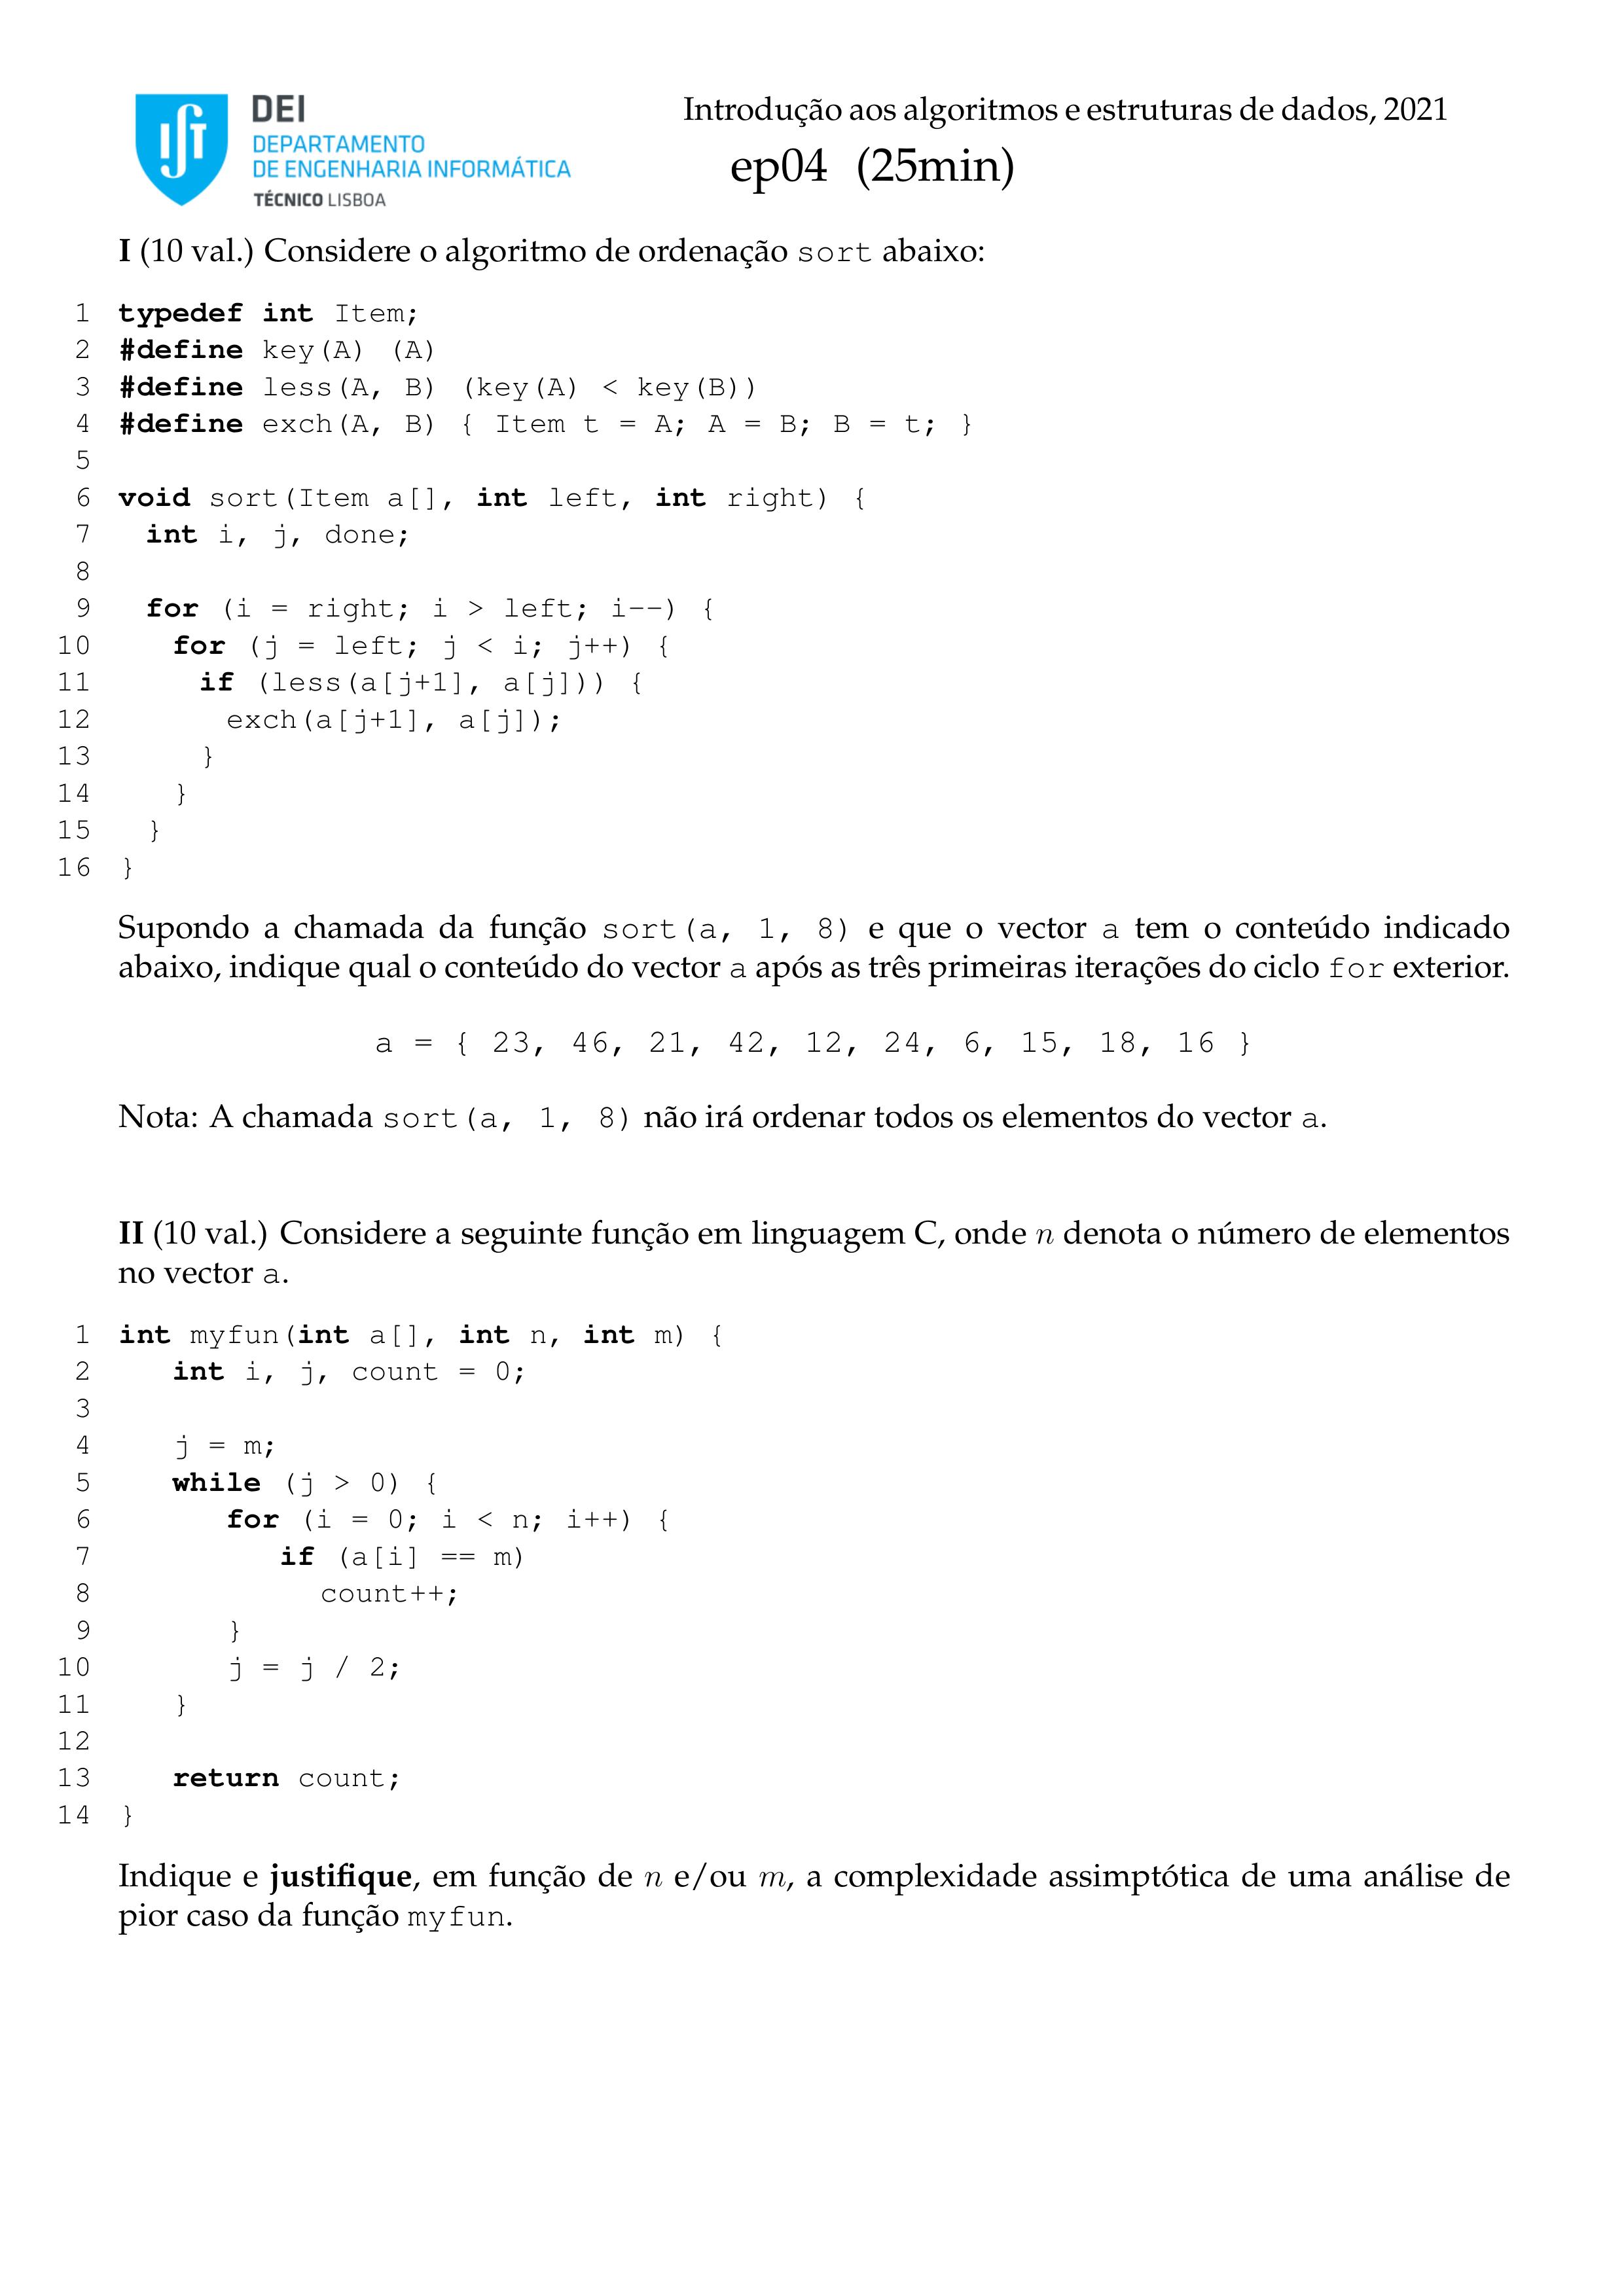 DEI
DEPARTAMENTO
DE ENGENHARIA INFORMÁTICA
TÉCNICO LISBOA
Introdução aos algoritmos e estruturas de dados, 2021
ep04 (25min)
I (10 val.) Considere o algoritmo de ordenação sort abaixo:
1 typedef int Item;
2 #define key(A) (A)
3 #define less(A, B) (key(A) < key(B))
4 #define exch(A, B) { Item t = A; A = B; B = t; }
5
6 void sort(Item a[], int left, int right) {
7   int i, j, done;
8
9   for (i = right; i > left; i--) {
10    for (j = left; j < i; j++) {
11      if (less(a[j+1], a[j])) {
12        exch(a[j+1], a[j]);
13      }
14    }
15  }
16 }
Supondo a chamada da função sort(a, 1, 8) e que o vector a tem o conteúdo indicado
abaixo, indique qual o conteúdo do vector a após as três primeiras iterações do ciclo for exterior.
a = { 23, 46, 21, 42, 12, 24, 6, 15, 18, 16 }
Nota: A chamada sort(a, 1, 8) não irá ordenar todos os elementos do vector a.
II (10 val.) Considere a seguinte função em linguagem C, onde n denota o número de elementos
no vector a.
1 int myfun(int a[], int n, int m) {
2    int i, j, count = 0;
3
4    j = m;
5    while (j > 0) {
6       for (i = 0; i < n; i++) {
7          if (a[i] == m)
8            count++;
9       }
10      j = j / 2;
11   }
12
13   return count;
14 }
Indique e justifique, em função de n e/ou m, a complexidade assimptótica de uma análise de
pior caso da função myfun.